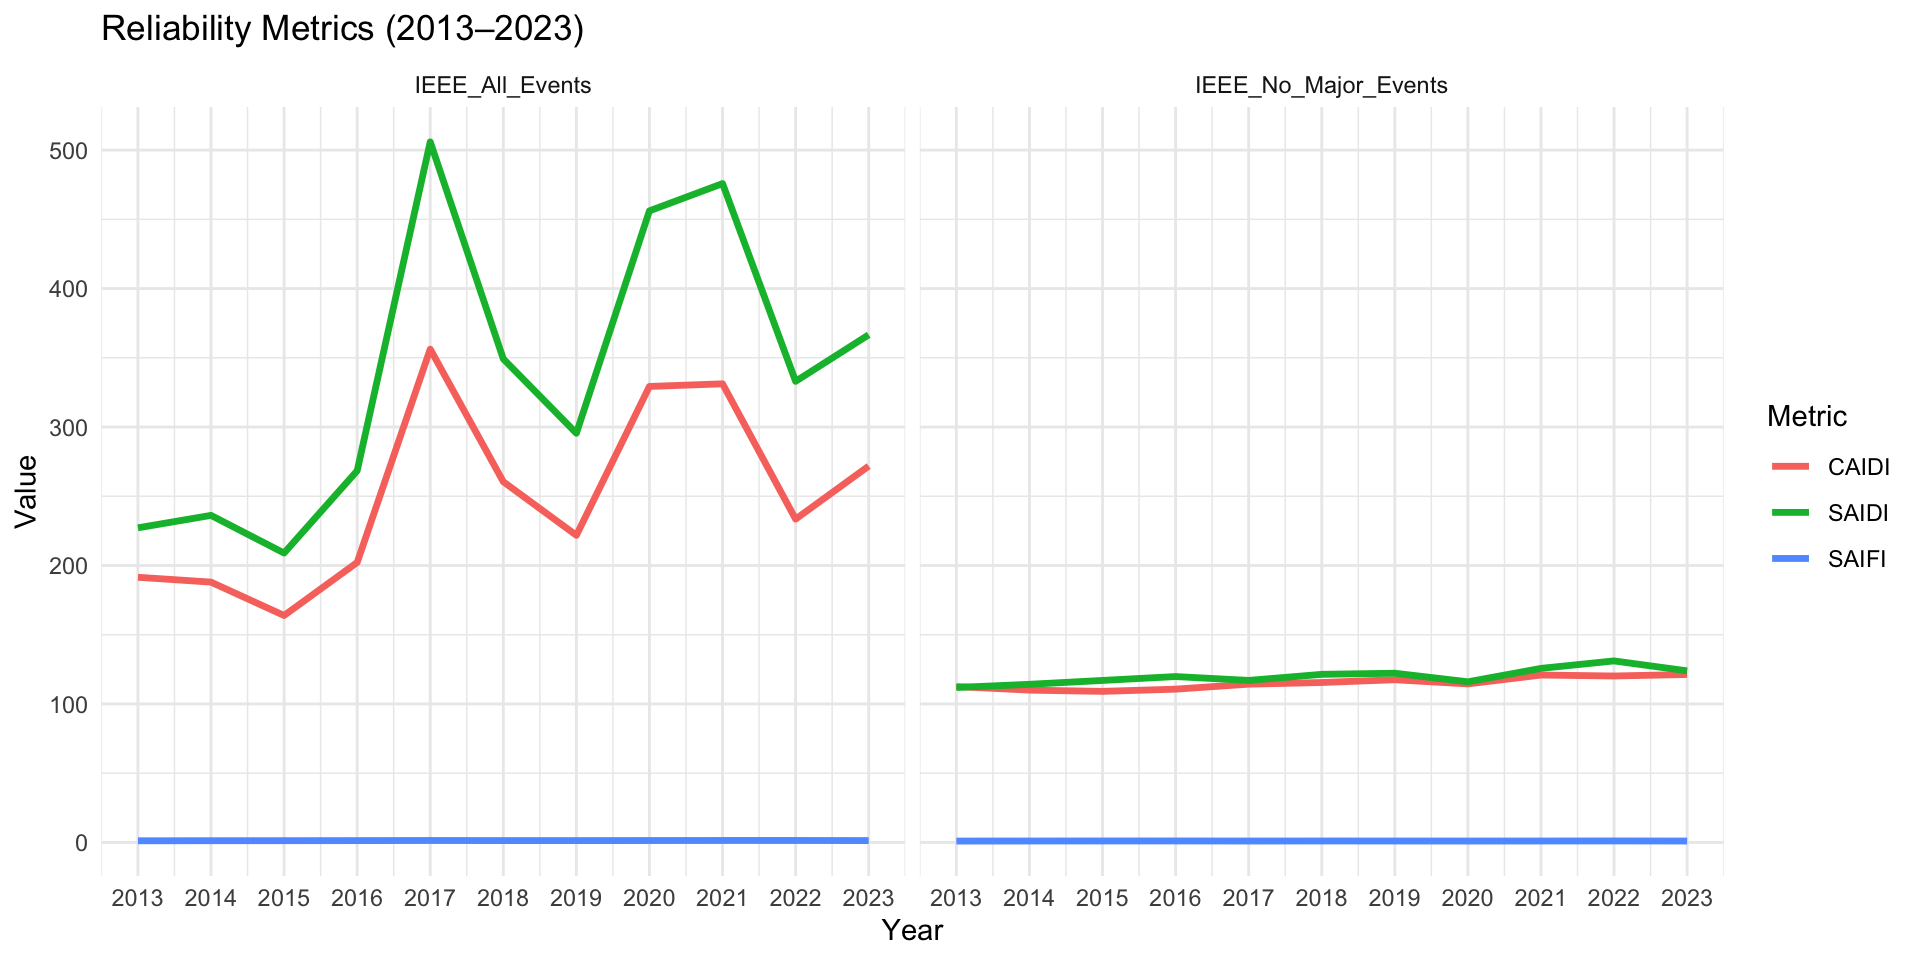 Reliability Metrics (2013–2023)
IEEE_All_Events
IEEE_No_Major_Events
500
400
300
200
100
0
Value
2013 2014 2015 2016 2017 2018 2019 2020 2021 2022 2023
2013 2014 2015 2016 2017 2018 2019 2020 2021 2022 2023
Year
Metric
CAIDI
SAIDI
SAIFI